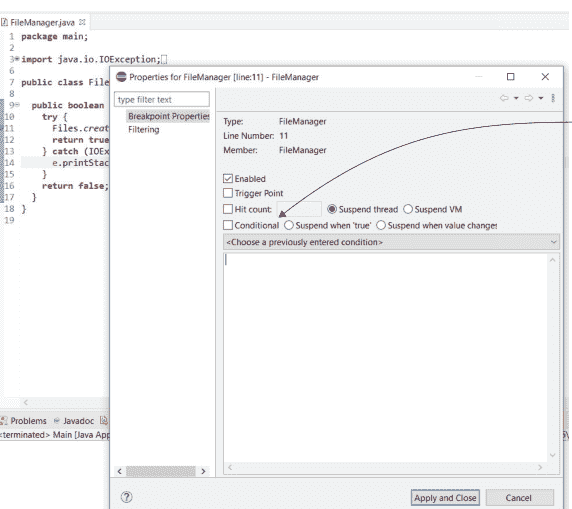 FileManager.java
1 package main;
2
3 import java.io.IOException;
6
7 public class File
8
9 public boolean
10 try {
11 Files.creat
12 return true
13 } catch (IOEx
14 e.printStac
15 }
16 return false;
17 }
18 }
19
Properties for FileManager [line:11] - FileManager
type filter text
Breakpoint Properties
Filtering
Type: FileManager
Line Number: 11
Member: FileManager
Enabled
Trigger Point
Hit count: Suspend thread Suspend VM
Conditional Suspend when 'true' Suspend when value changes
<Choose a previously entered condition>
Problems Javadoc
<terminated> Main [Java App
Apply and Close Cancel